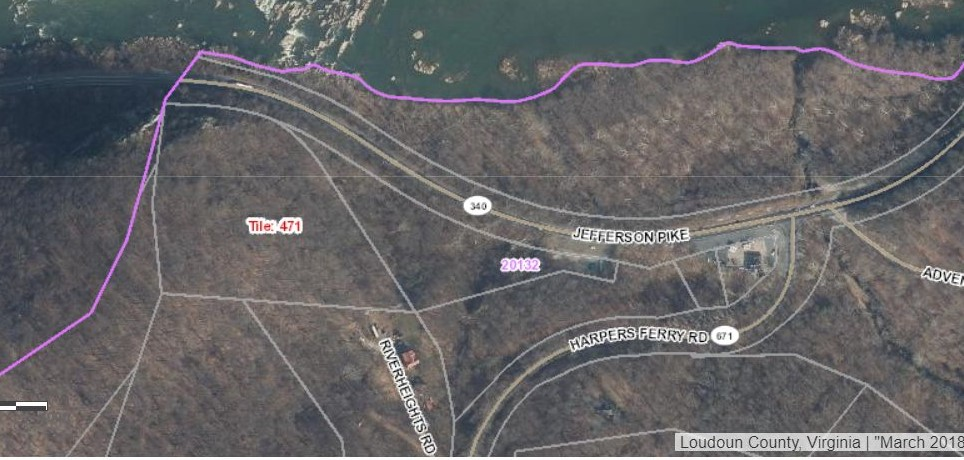 Tile: 471
340
JEFFERSON PIKE
20132
ADVEN
HARPERS FERRY RD
671
RIVERHEIGHTS RD
Loudoun County, Virginia | "March 2018